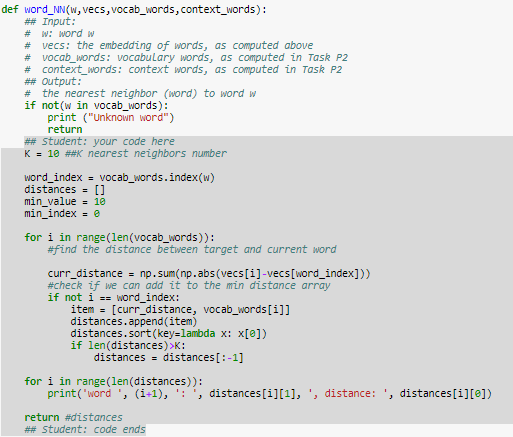 def word_NN(w,vecs,vocab_words,context_words):
    ## Input:
    #  w: word w
    #  vecs: the embedding of words, as computed above
    #  vocab_words: vocabulary words, as computed in Task P2
    #  context_words: context words, as computed in Task P2
    ## Output:
    #  the nearest neighbor (word) to word w
    if not(w in vocab_words):
        print ("Unknown word")
        return
    ## Student: your code here
    K = 10 ##K nearest neighbors number

    word_index = vocab_words.index(w)
    distances = []
    min_value = 10
    min_index = 0

    for i in range(len(vocab_words)):
        #find the distance between target and current word

        curr_distance = np.sum(np.abs(vecs[i]-vecs[word_index]))
        #check if we can add it to the min distance array
        if not i == word_index:
            item = [curr_distance, vocab_words[i]]
            distances.append(item)
            distances.sort(key=lambda x: x[0])
            if len(distances)>K:
                distances = distances[:-1]

    for i in range(len(distances)):
        print('word ', (i+1), ': ', distances[i][1], ', distance: ', distances[i][0])

    return #distances
    ## Student: code ends